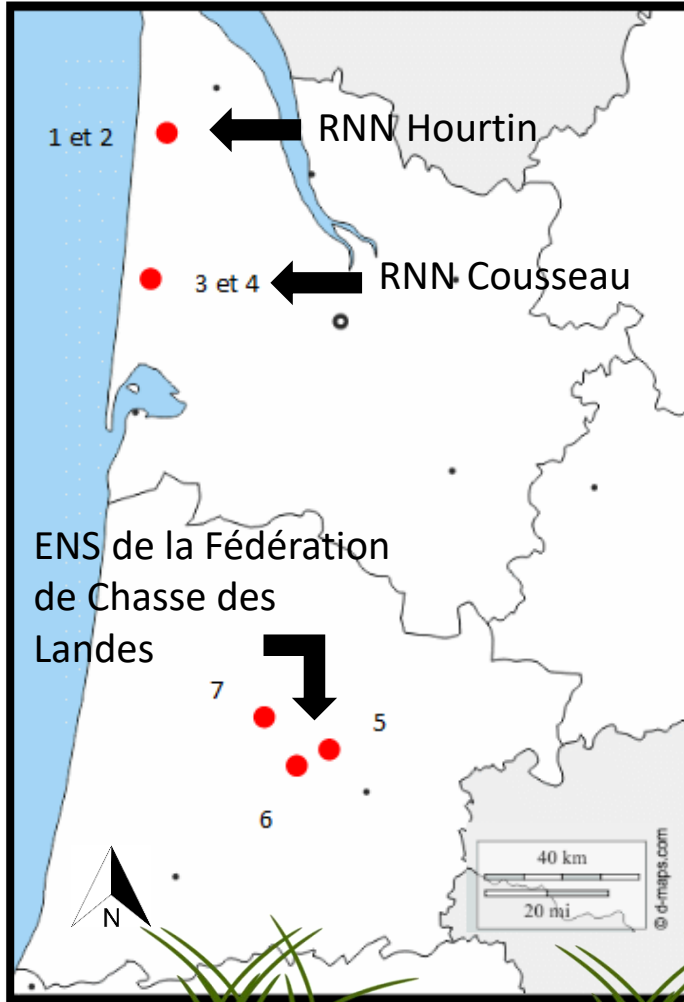 1 et 2
RNN Hourtin
3 et 4
RNN Cousseau
ENS de la Fédération
de Chasse des
Landes
7
5
6
N
40 km
20 mi
© d-maps.com